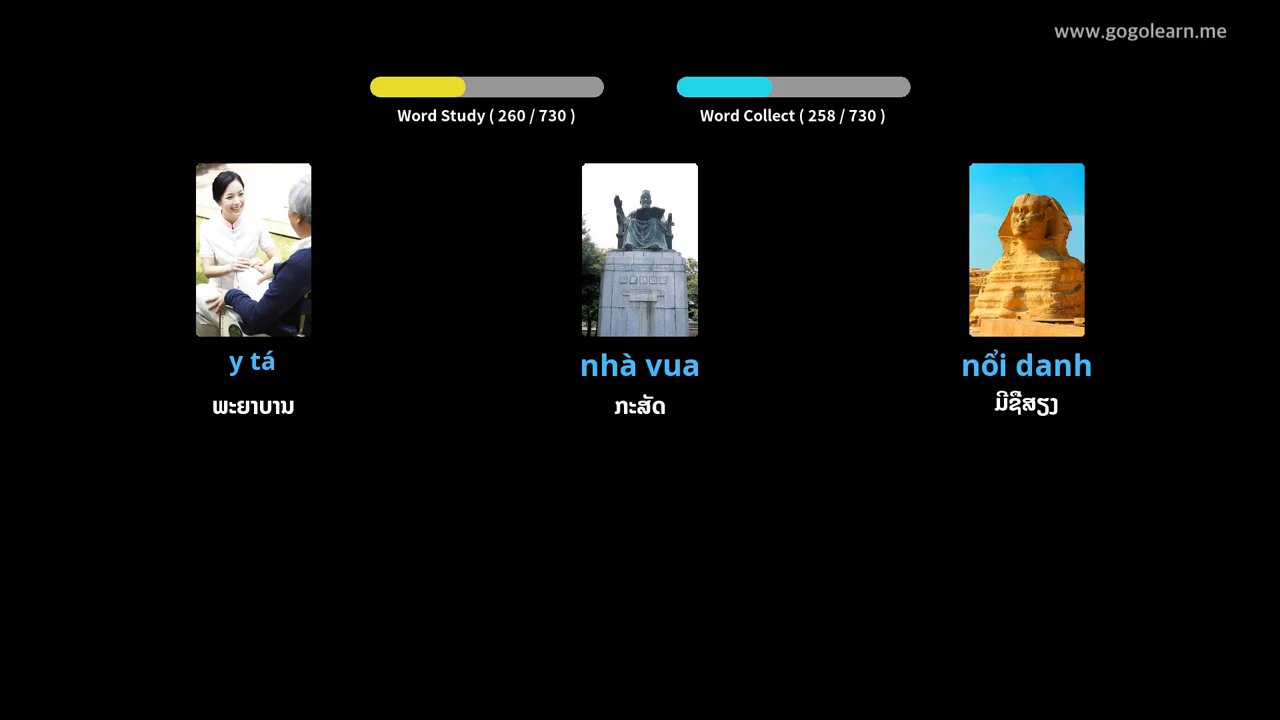 www.gogolearn.me
Word Study ( 260 / 730 )
Word Collect ( 258 / 730 )
y tá
nhà vua
nổi danh
ພະຍາບານ
ກະສັດ
ມີຊື່ສຽງ